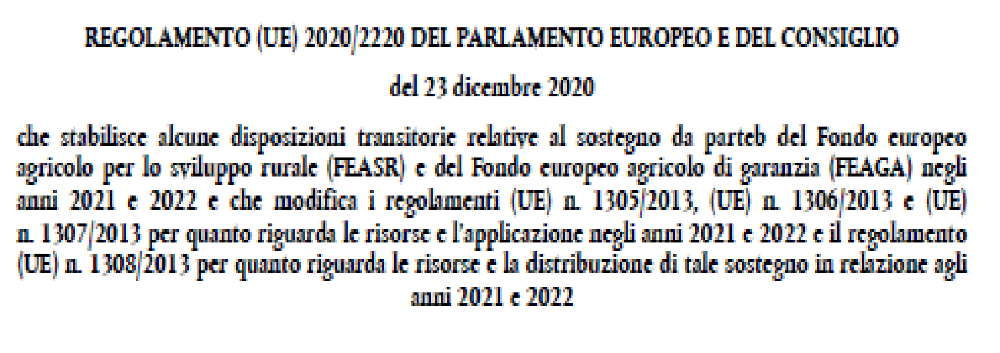 REGOLAMENTO (UE) 2020/2220 DEL PARLAMENTO EUROPEO E DEL CONSIGLIO
del 23 dicembre 2020
che stabilisce alcune disposizioni transitorie relative al sostegno da parteb del Fondo europeo
agricolo per lo sviluppo rurale (FEASR) e del Fondo europeo agricolo di garanzia (FEAGA) negli
anni 2021 e 2022 e che modifica i regolamenti (UE) n. 1305/2013, (UE) n. 1306/2013 e (UE)
n. 1307/2013 per quanto riguarda le risorse e l'applicazione negli anni 2021 e 2022 e il regolamento
(UE) n. 1308/2013 per quanto riguarda le risorse e la distribuzione di tale sostegno in relazione agli
anni 2021 e 2022